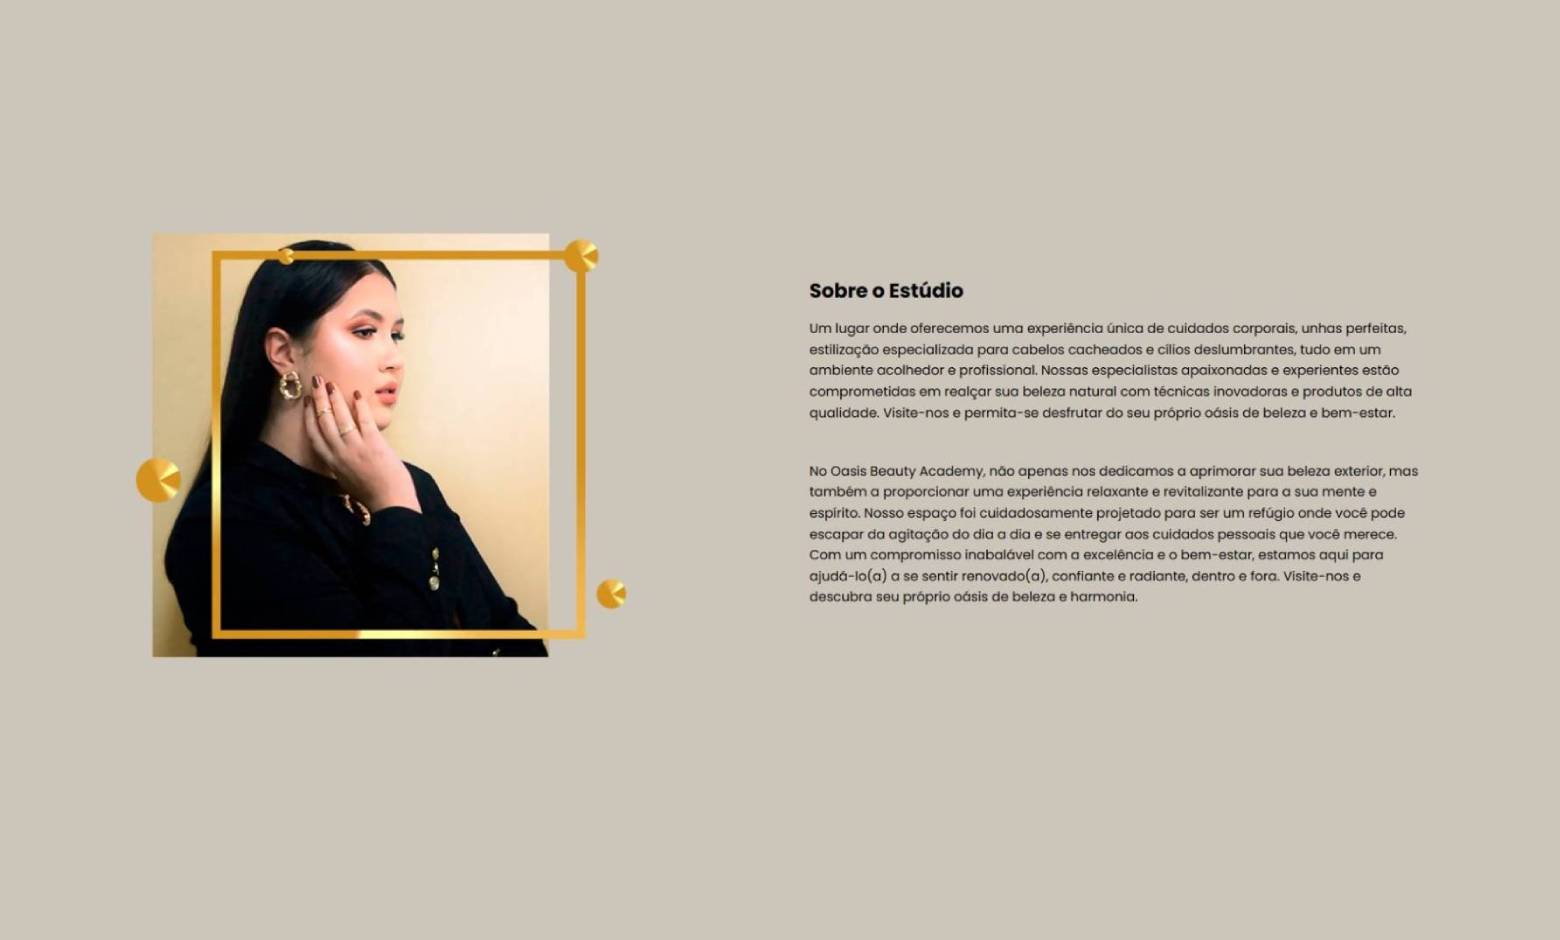 Sobre o Estúdio
Um lugar onde oferecemos uma experiência única de cuidados corporais, unhas perfeitas,
estilização especializada para cabelos cacheados e cílios deslumbrantes, tudo em um
ambiente acolhedor e profissional. Nossas especialistas apaixonadas e experientes estão
comprometidas em realçar sua beleza natural com técnicas inovadoras e produtos de alta
qualidade. Visite-nos e permita-se desfrutar do seu próprio oásis de beleza e bem-estar.
No Oasis Beauty Academy, não apenas nos dedicamos a aprimorar sua beleza exterior, mas
também a proporcionar uma experiência relaxante e revitalizante para a sua mente e
espírito. Nosso espaço foi cuidadosamente projetado para ser um refúgio onde você pode
escapar da agitação do dia a dia e se entregar aos cuidados pessoais que você merece.
Com um compromisso inabalável com a excelência e o bem-estar, estamos aqui para
ajudá-lo(a) a se sentir renovado(a), confiante e radiante, dentro e fora. Visite-nos e
descubra seu próprio oásis de beleza e harmonia.